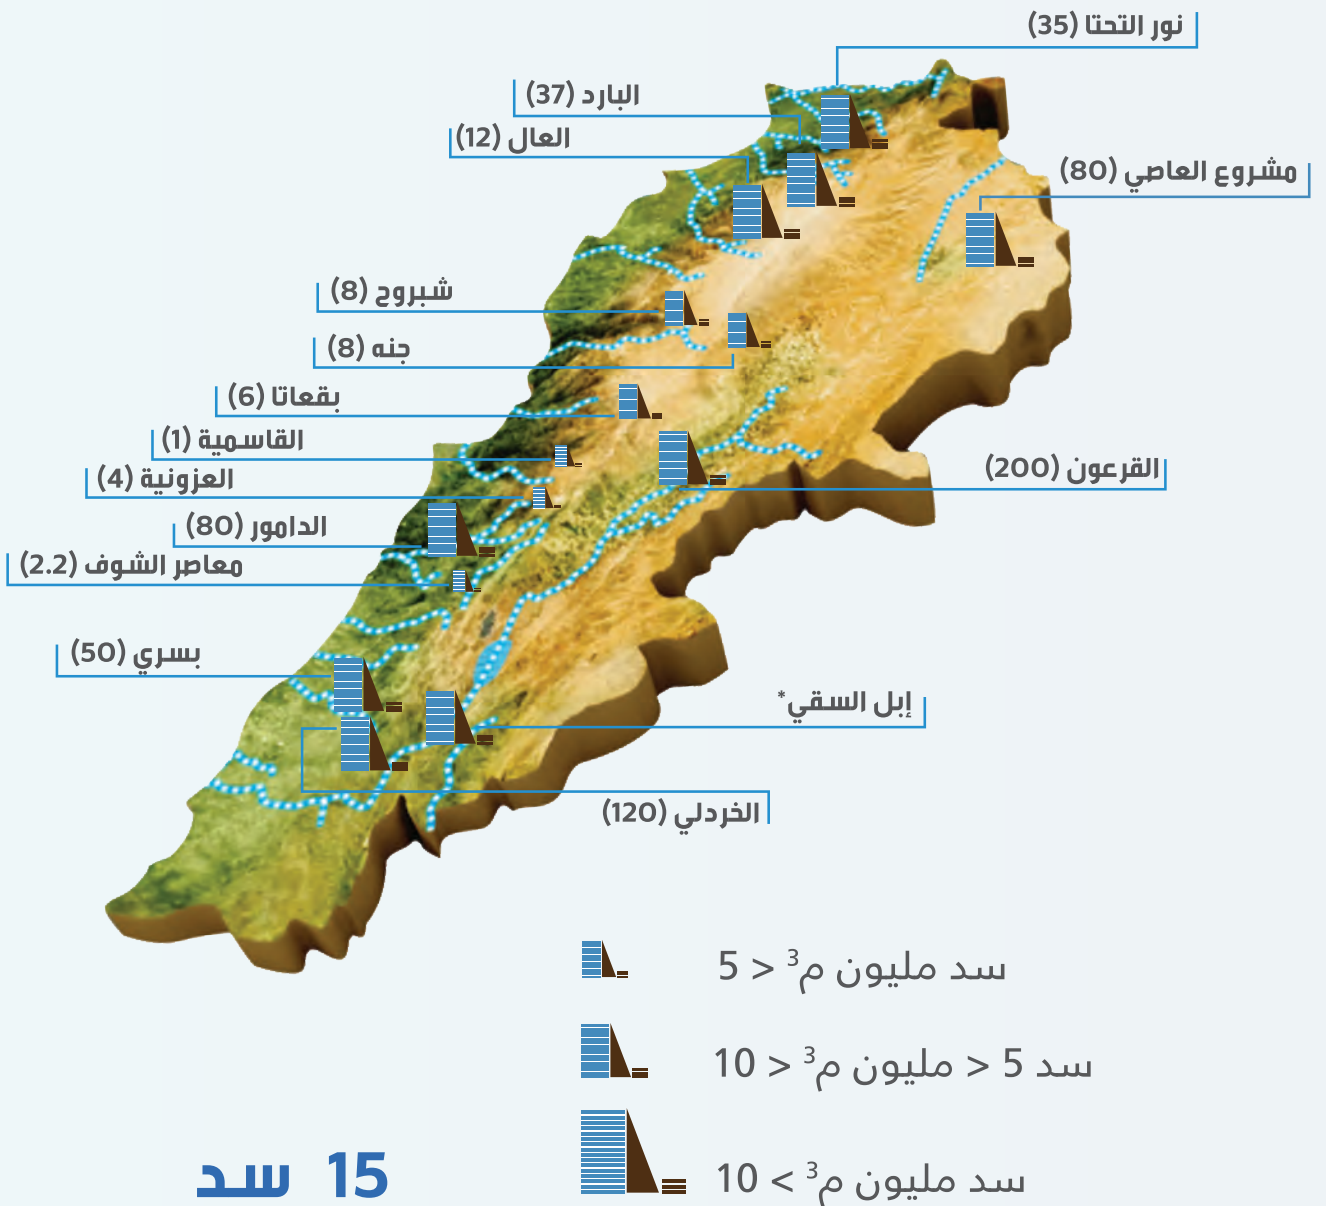 نور التحتا (35)
البارد (37)
العال (12)
مشروع العاصي (80)
شبروح (8)
جنه (8)
بقعاتا (6)
القاسمية (1)
القرعون (200)
العزونية (4)
الدامور (80)
معاصر الشوف (2.2)
بسري (50)
إبل السقي*
الخردلي (120)
سد مليون م³ < 5
سد 5 < مليون م³ < 10
سد مليون م³ > 10
15 سد